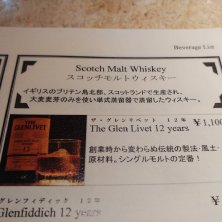 Beverage List
Scotch Malt Whiskey
スコッチモルトウィスキー
イギリスのブリテン島北部、スコットランドで生産され、
大麦麦芽のみを使い単式蒸留器で蒸留したウィスキー。
THE
GLENLIVET
ザ・グレンリベット 12年
The Glen Livet 12 years
¥1,100
創業時から変わらぬ伝統の製法・風土・
原材料。シングルモルトの定番!
グレンフィディック 12年
Glenfiddich 12 years